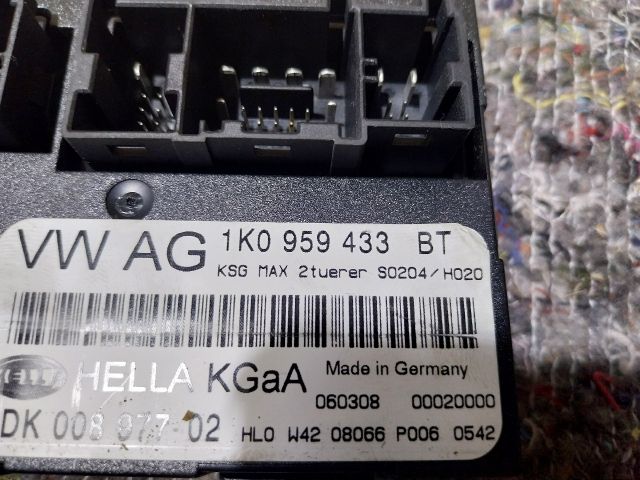 VW AG 1K0 959 433 BT
KSG MAX 2tuerer S0204/H020
HELLA HELLA KGaA Made in Germany
060308 00020000
DK 008 977-02 HL0 W42 08066 P006 0542